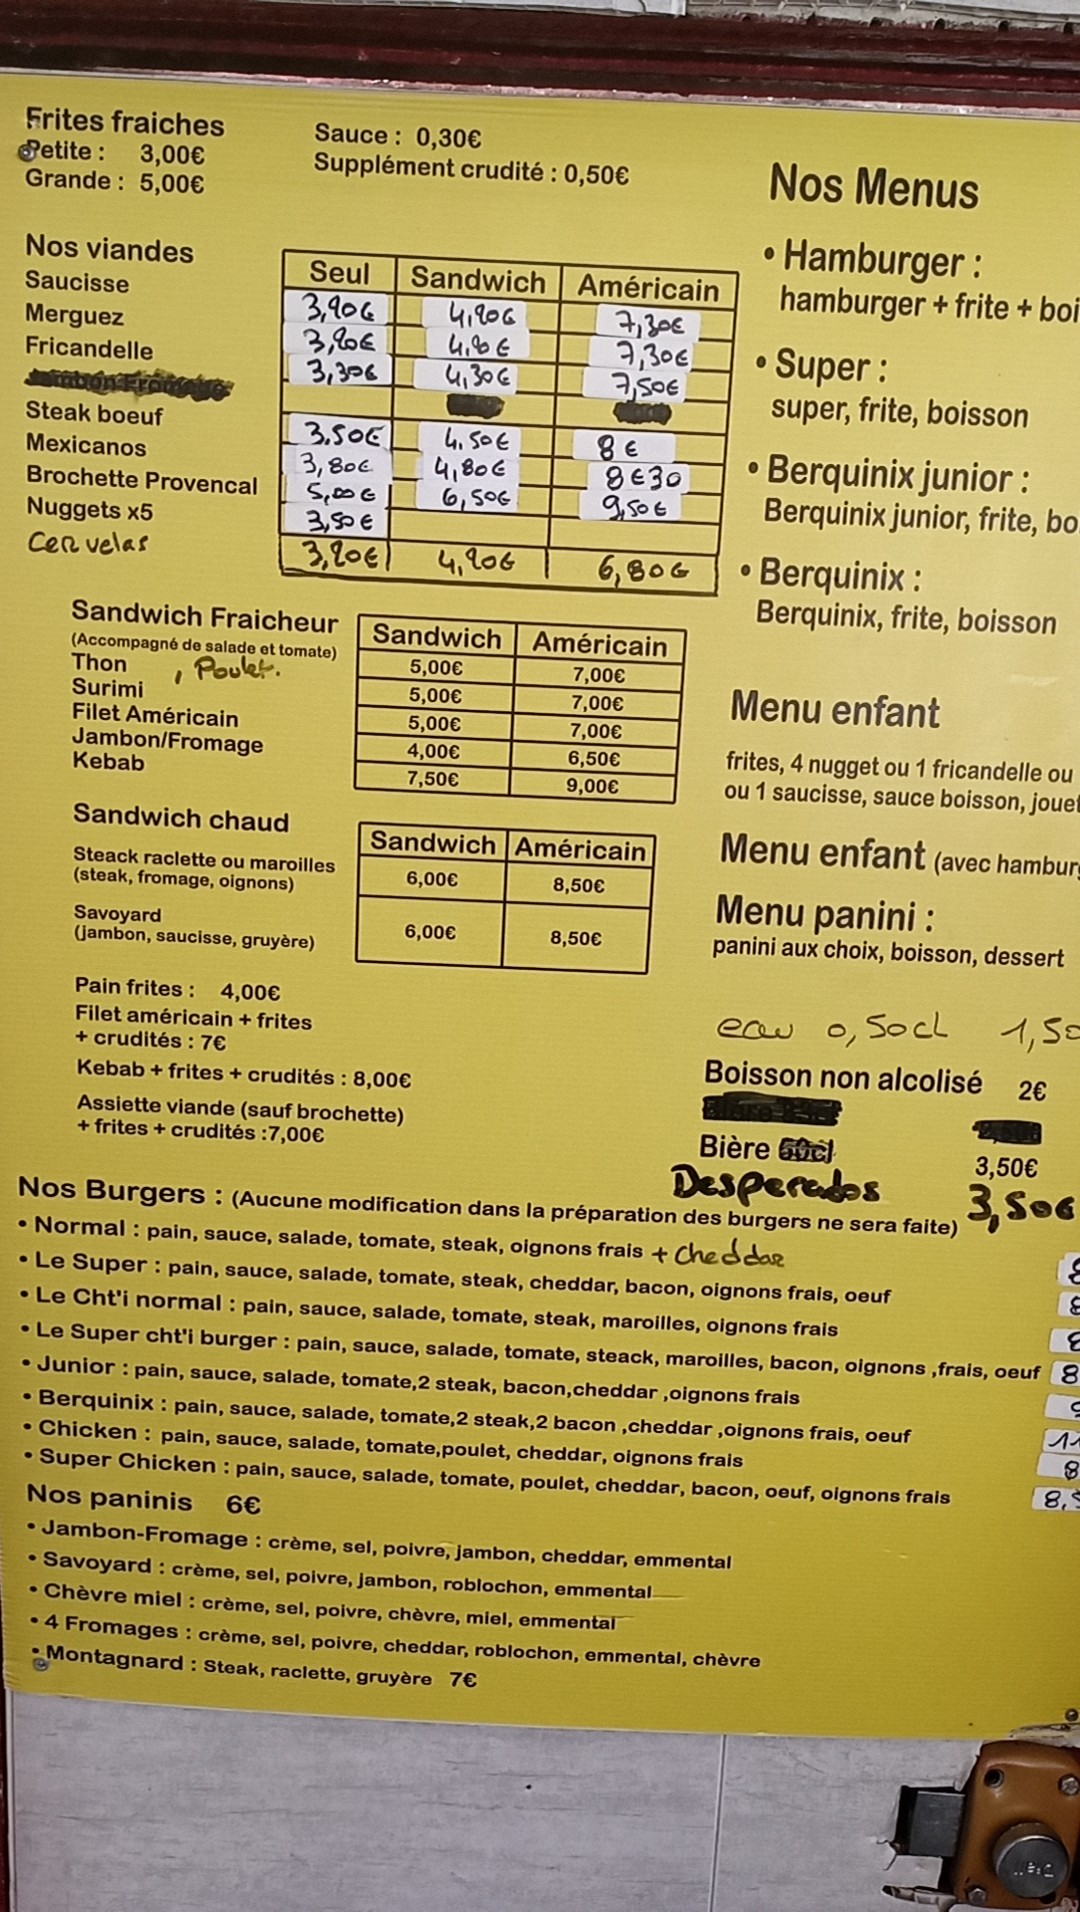 Frites fraiches
Petite : 3,00€
Grande : 5,00€
Sauce : 0,30€
Supplément crudité : 0,50€
Nos viandes
Seul Sandwich Américain
Saucisse 7,30€
Merguez 7,30€
Fricandelle 3,30€ 4,30€ 7,50€
Steak boeuf 3.50€ 4,50€ 8€
Mexicanos 3,80€ 4,80€ 8€30
Brochette Provencal 5,00€ 6,50€ 9,50€
Nuggets x5 3,50€
Cervelas 6,80€
Sandwich Fraicheur
(Accompagné de salade et tomate)
Sandwich Américain
Thon , Poulet. 5,00€ 7,00€
Surimi 5,00€ 7,00€
Filet Américain 5,00€ 7,00€
Jambon/Fromage 4,00€ 6,50€
Kebab 7,50€ 9,00€
Sandwich chaud
Sandwich Américain
Steack raclette ou maroilles 6,00€ 8,50€
(steak, fromage, oignons)
Savoyard 6,00€ 8,50€
(jambon, saucisse, gruyère)
Pain frites : 4,00€
Filet américain + frites
+ crudités : 7€
Kebab + frites + crudités : 8,00€
Assiette viande (sauf brochette)
+ frites + crudités :7,00€
Nos Menus
• Hamburger :
hamburger + frite + boi
• Super :
super, frite, boisson
• Berquinix junior :
Berquinix junior, frite, bo
• Berquinix :
Berquinix, frite, boisson
Menu enfant
frites, 4 nugget ou 1 fricandelle ou
ou 1 saucisse, sauce boisson, jouet
Menu enfant (avec hamburg
Menu panini :
panini aux choix, boisson, dessert
eau 0,50cl 1,50
Boisson non alcolisé 2€
Bière 3,50€
Desperados 3,50€
Nos Burgers : (Aucune modification dans la préparation des burgers ne sera faite)
• Normal : pain, sauce, salade, tomate, steak, oignons frais + Cheddar
• Le Super : pain, sauce, salade, tomate, steak, cheddar, bacon, oignons frais, oeuf
• Le Cht'i normal : pain, sauce, salade, tomate, steak, maroilles, oignons frais
• Le Super cht'i burger : pain, sauce, salade, tomate, steack, maroilles, bacon, oignons ,frais, oeuf 8
• Junior : pain, sauce, salade, tomate,2 steak, bacon,cheddar ,oignons frais
• Berquinix : pain, sauce, salade, tomate,2 steak,2 bacon ,cheddar ,oignons frais, oeuf
• Chicken : pain, sauce, salade, tomate,poulet, cheddar, oignons frais 8
• Super Chicken : pain, sauce, salade, tomate, poulet, cheddar, bacon, oeuf, oignons frais 8,5
Nos paninis 6€
• Jambon-Fromage : crème, sel, poivre, jambon, cheddar, emmental
• Savoyard : crème, sel, poivre, jambon, roblochon, emmental
• Chèvre miel : crème, sel, poivre, chèvre, miel, emmental
• 4 Fromages : crème, sel, poivre, cheddar, roblochon, emmental, chèvre
• Montagnard : Steak, raclette, gruyère 7€